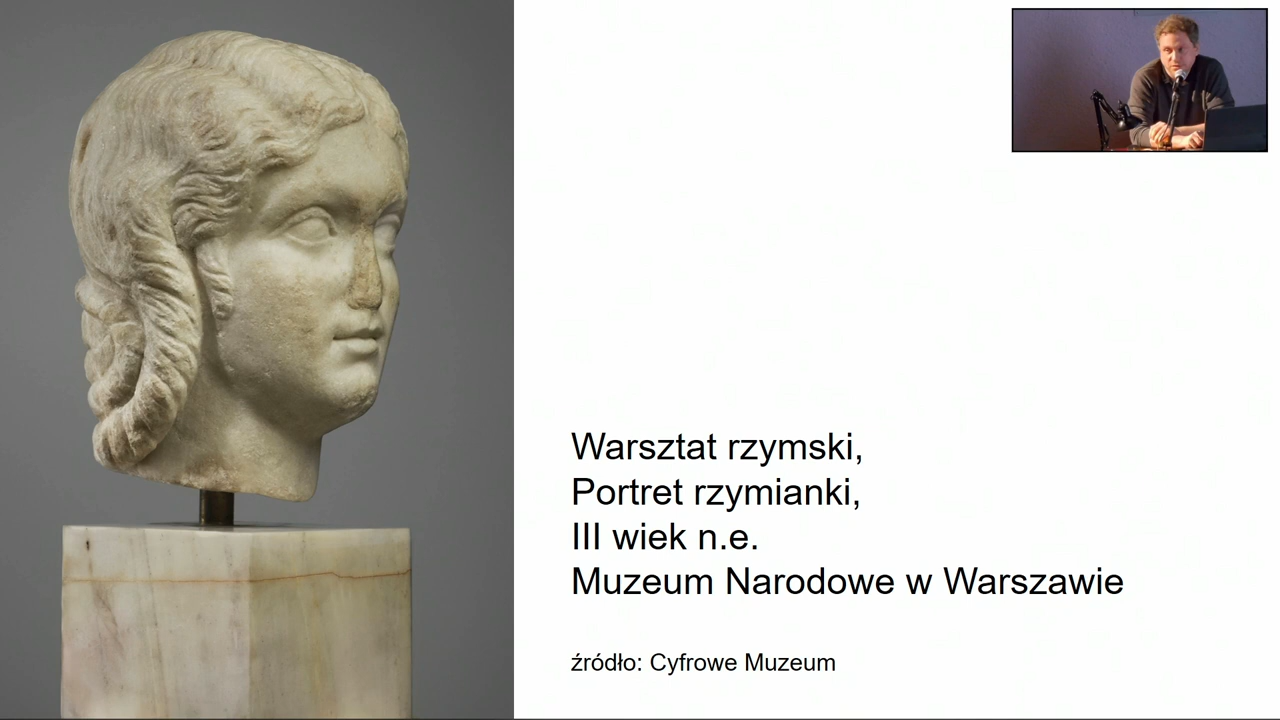 Warsztat rzymski,
Portret rzymianki,
III wiek n.e.
Muzeum Narodowe w Warszawie
źródło: Cyfrowe Muzeum